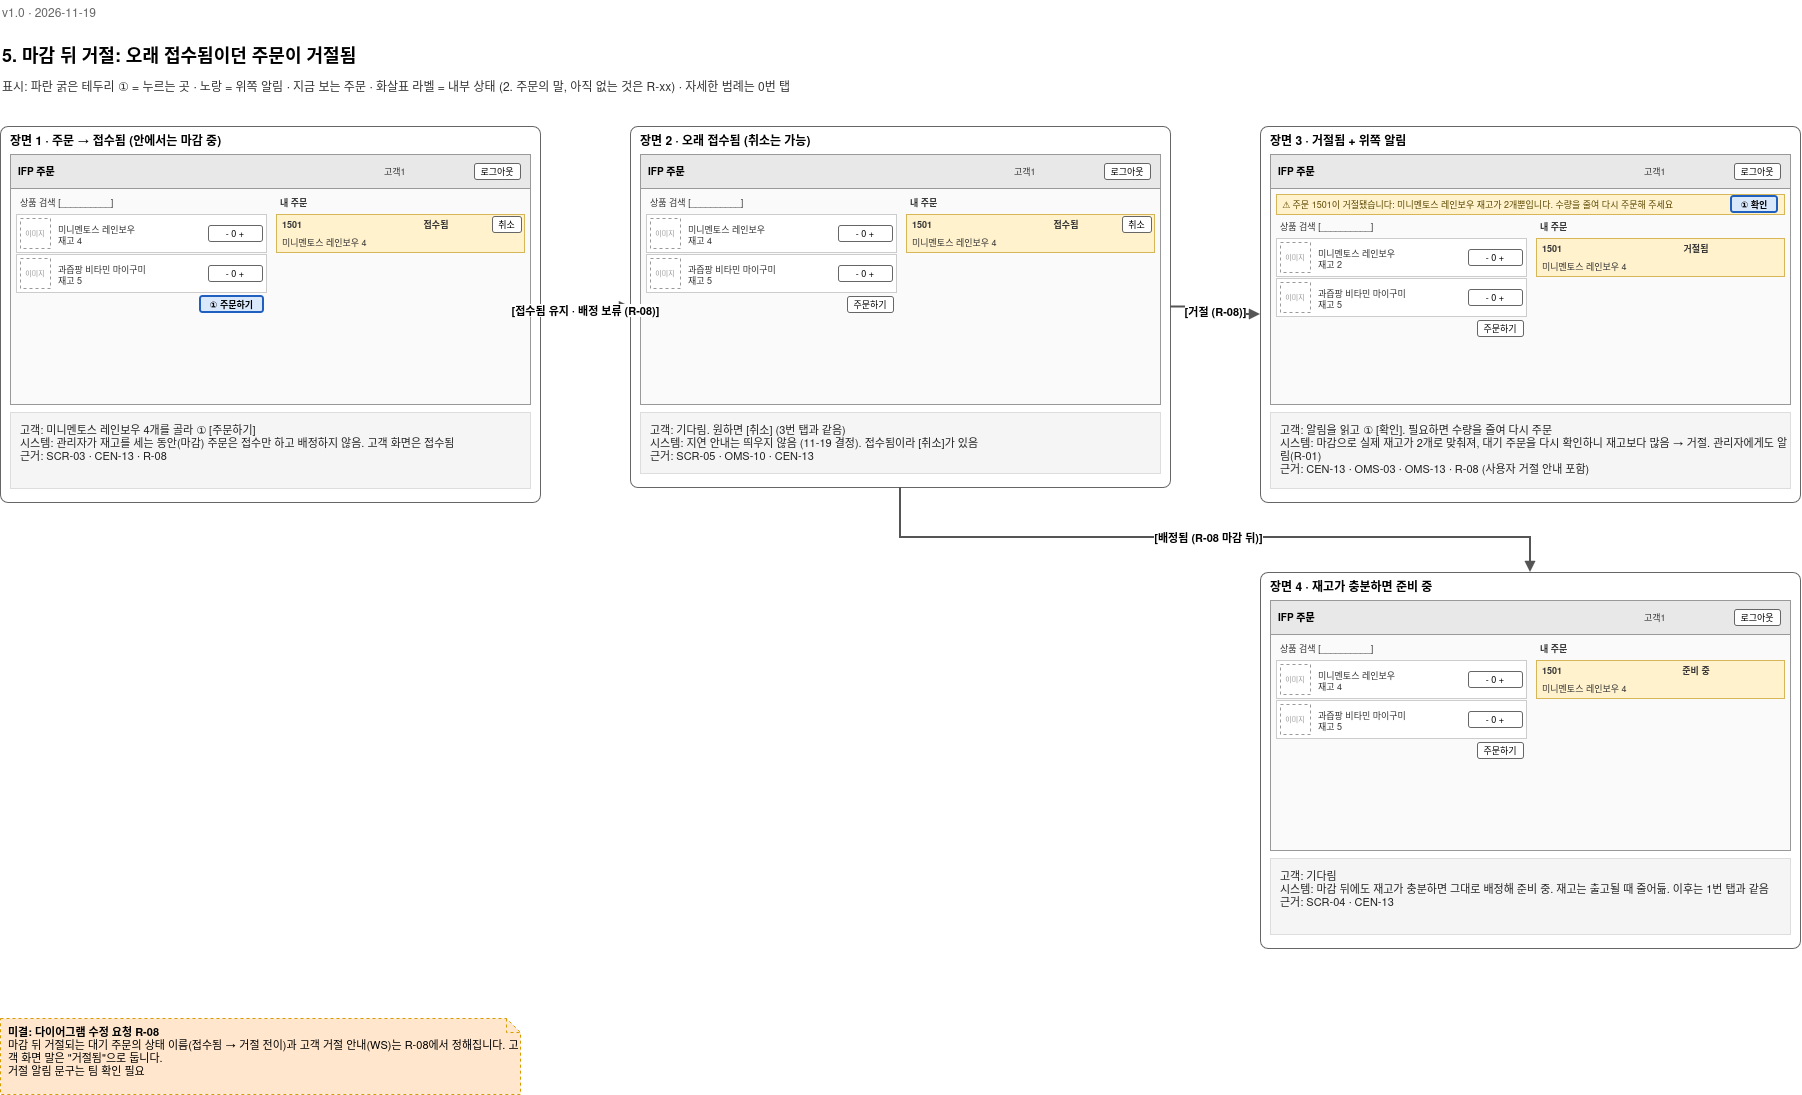 v1.0 · 2026-11-19
5. 마감 뒤 거절: 오래 접수됨이던 주문이 거절됨
표시: 파란 굵은 테두리 ① = 누르는 곳 · 노랑 = 위쪽 알림 · 지금 보는 주문 · 화살표 라벨 = 내부 상태 (2. 주문의 말, 아직 없는 것은 R-xx) · 자세한 범례는 0번 탭
장면 1 · 주문 → 접수됨 (안에서는 마감 중)
IFP 주문
고객1
로그아웃
상품 검색 [__________]
내 주문
이미지
미니멘토스 레인보우
재고 4
- 0 +
1501
접수됨
취소
미니멘토스 레인보우 4
이미지
과즙팡 비타민 마이구미
재고 5
- 0 +
① 주문하기
고객: 미니멘토스 레인보우 4개를 골라 ① [주문하기]
시스템: 관리자가 재고를 세는 동안(마감) 주문은 접수만 하고 배정하지 않음. 고객 화면은 접수됨
근거: SCR-03 · CEN-13 · R-08
[접수됨 유지 · 배정 보류 (R-08)]
장면 2 · 오래 접수됨 (취소는 가능)
IFP 주문
고객1
로그아웃
상품 검색 [__________]
내 주문
이미지
미니멘토스 레인보우
재고 4
- 0 +
1501
접수됨
취소
미니멘토스 레인보우 4
이미지
과즙팡 비타민 마이구미
재고 5
- 0 +
주문하기
고객: 기다림. 원하면 [취소] (3번 탭과 같음)
시스템: 지연 안내는 띄우지 않음 (11-19 결정). 접수됨이라 [취소]가 있음
근거: SCR-05 · OMS-10 · CEN-13
[거절 (R-08)]
장면 3 · 거절됨 + 위쪽 알림
IFP 주문
고객1
로그아웃
⚠ 주문 1501이 거절됐습니다: 미니멘토스 레인보우 재고가 2개뿐입니다. 수량을 줄여 다시 주문해 주세요
① 확인
상품 검색 [__________]
내 주문
이미지
미니멘토스 레인보우
재고 2
- 0 +
1501
거절됨
미니멘토스 레인보우 4
이미지
과즙팡 비타민 마이구미
재고 5
- 0 +
주문하기
고객: 알림을 읽고 ① [확인]. 필요하면 수량을 줄여 다시 주문
시스템: 마감으로 실제 재고가 2개로 맞춰져, 대기 주문을 다시 확인하니 재고보다 많음 → 거절. 관리자에게도 알
림(R-01)
근거: CEN-13 · OMS-03 · OMS-13 · R-08 (사용자 거절 안내 포함)
[배정됨 (R-08 마감 뒤)]
장면 4 · 재고가 충분하면 준비 중
IFP 주문
고객1
로그아웃
상품 검색 [__________]
내 주문
이미지
미니멘토스 레인보우
재고 4
- 0 +
1501
준비 중
미니멘토스 레인보우 4
이미지
과즙팡 비타민 마이구미
재고 5
- 0 +
주문하기
고객: 기다림
시스템: 마감 뒤에도 재고가 충분하면 그대로 배정해 준비 중. 재고는 출고될 때 줄어듦. 이후는 1번 탭과 같음
근거: SCR-04 · CEN-13
미결: 다이어그램 수정 요청 R-08
마감 뒤 거절되는 대기 주문의 상태 이름(접수됨 → 거절 전이)과 고객 거절 안내(WS)는 R-08에서 정해집니다. 고
객 화면 말은 "거절됨"으로 둡니다.
거절 알림 문구는 팀 확인 필요